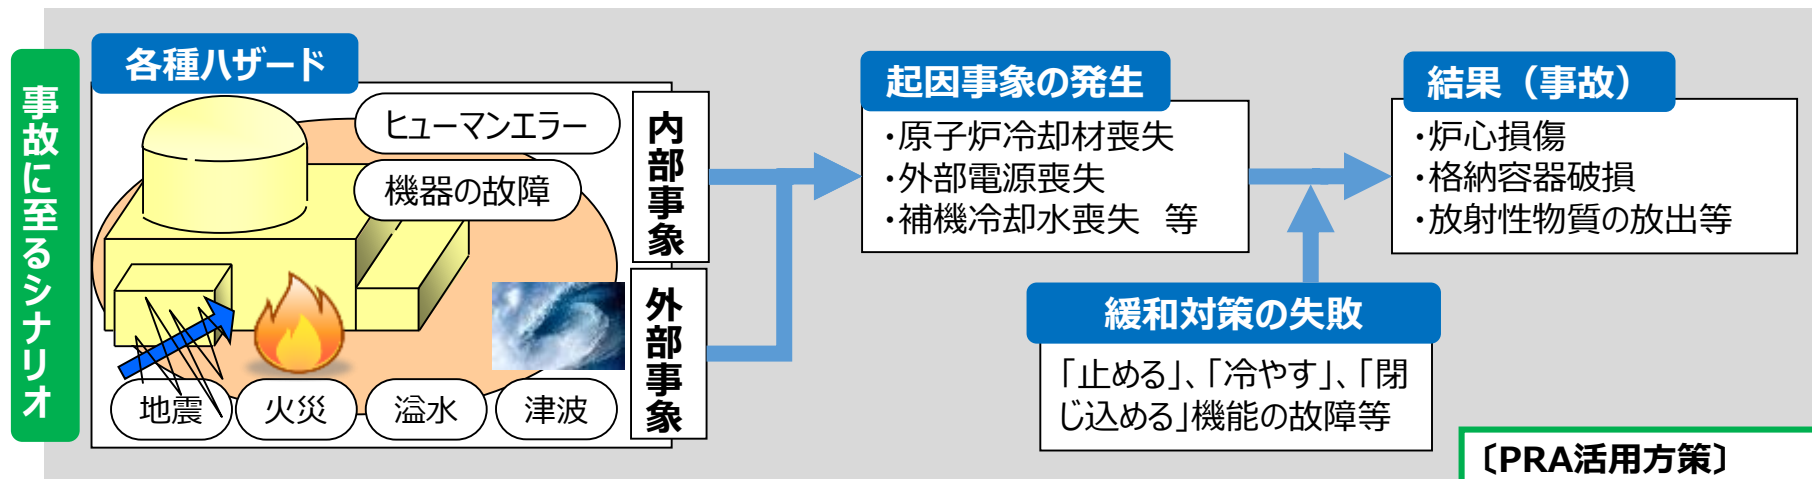 事故に至るシナリオ
各種ハザード
ヒューマンエラー
機器の故障
内部事象
地震
火災
溢水
津波
外部事象
起因事象の発生
・原子炉冷却材喪失
・外部電源喪失
・補機冷却水喪失　等
緩和対策の失敗
「止める」、「冷やす」、「閉
じ込める」機能の故障等
結果（事故）
・炉心損傷
・格納容器破損
・放射性物質の放出等
〔PRA活用方策〕